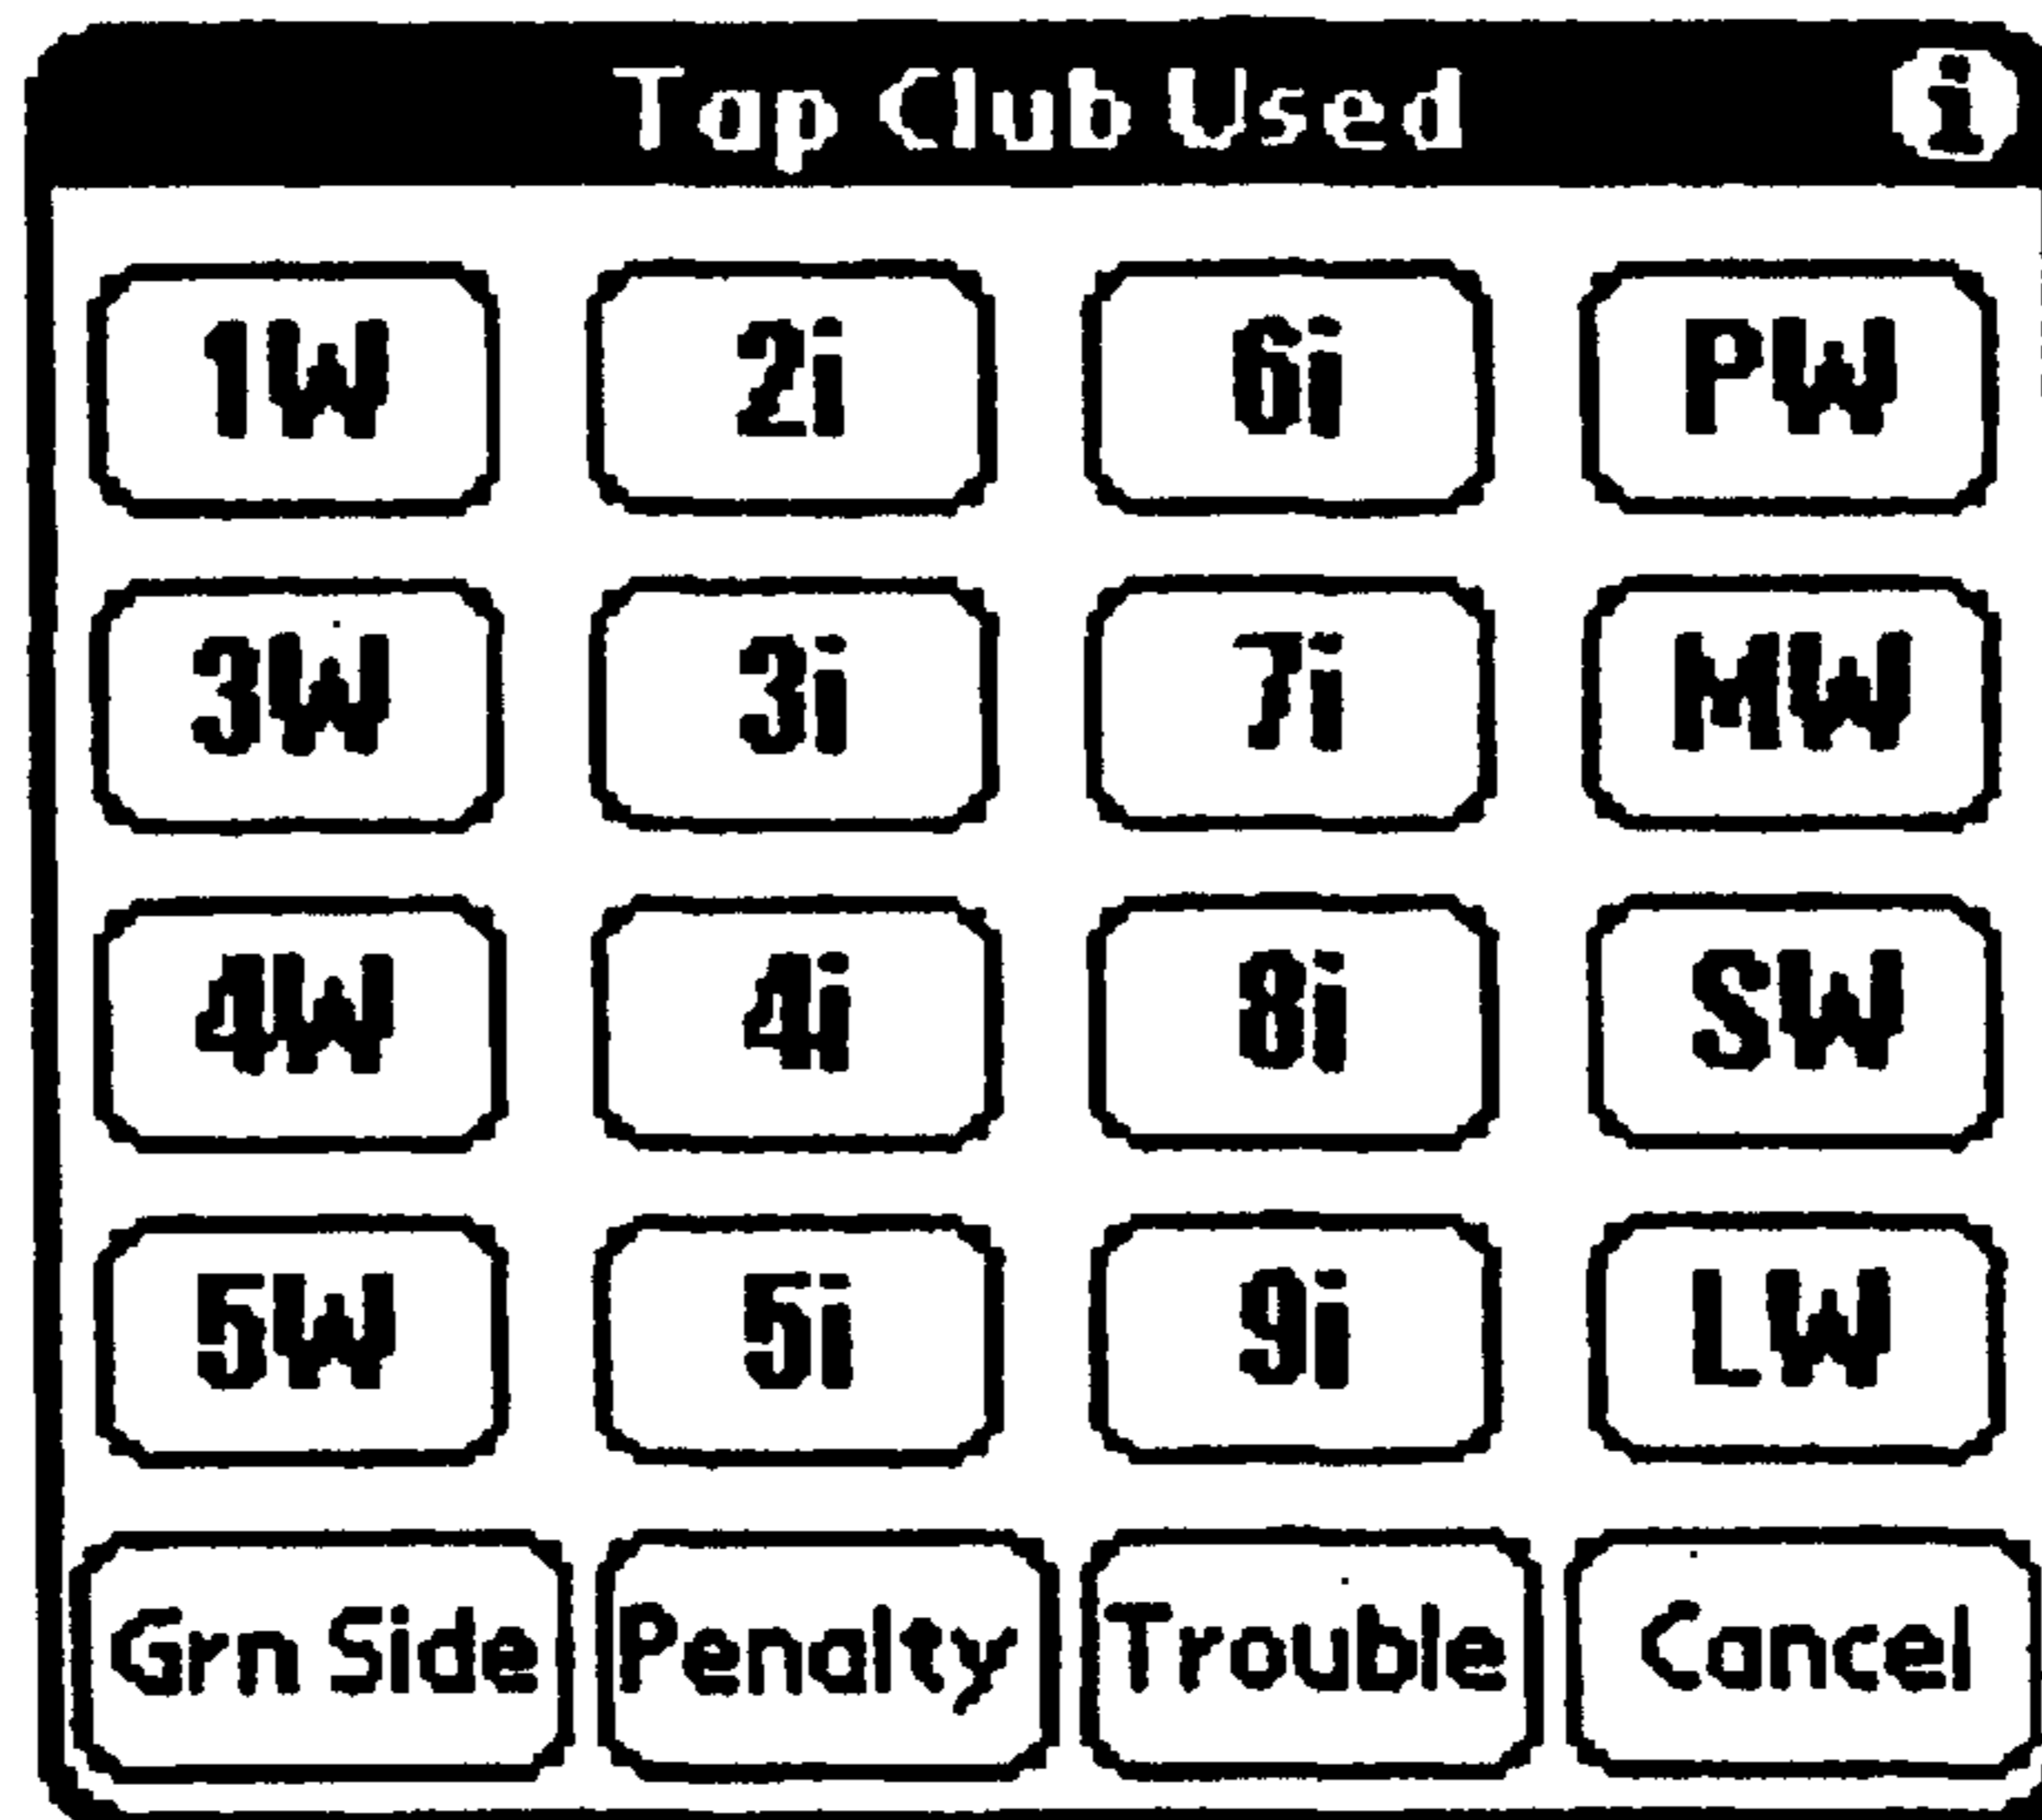 Tap Club Used i
1W 2i 6i PW
3W 3i 7i MW
4W 4i 8i SW
5W 5i 9i LW
Grn Side Penalty Trouble Cancel